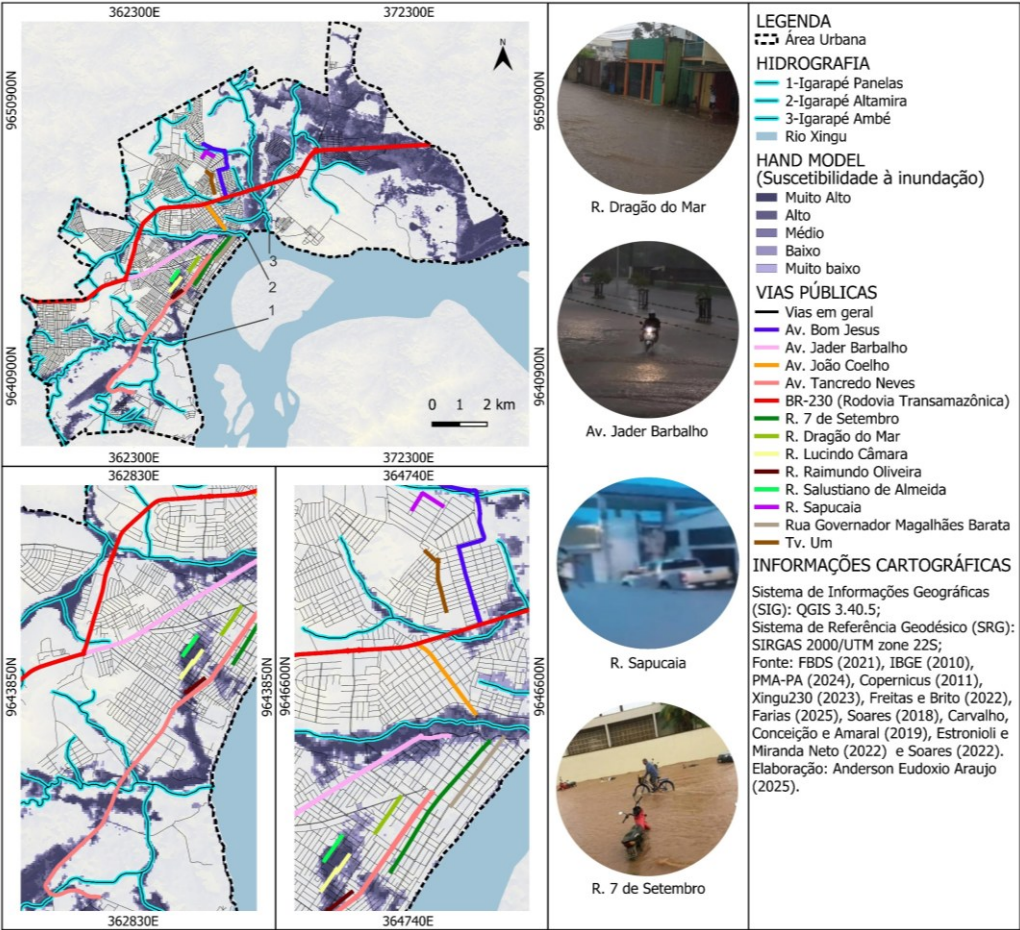 362300E
372300E
9650900N
9650900N
N
3
2
1
9640900N
9640900N
0 1 2 km
362300E
372300E
362830E
364740E
9643850N
9643850N
9646600N
9646600N
362830E
364740E
R. Dragão do Mar
Av. Jader Barbalho
R. Sapucaia
R. 7 de Setembro
LEGENDA
Área Urbana
HIDROGRAFIA
1-Igarapé Panelas
2-Igarapé Altamira
3-Igarapé Ambé
Rio Xingu
HAND MODEL
(Suscetibilidade à inundação)
Muito Alto
Alto
Médio
Baixo
Muito baixo
VIAS PÚBLICAS
Vias em geral
Av. Bom Jesus
Av. Jader Barbalho
Av. João Coelho
Av. Tancredo Neves
BR-230 (Rodovia Transamazônica)
R. 7 de Setembro
R. Dragão do Mar
R. Lucindo Câmara
R. Raimundo Oliveira
R. Salustiano de Almeida
R. Sapucaia
Rua Governador Magalhães Barata
Tv. Um
INFORMAÇÕES CARTOGRÁFICAS
Sistema de Informações Geográficas
(SIG): QGIS 3.40.5;
Sistema de Referência Geodésico (SRG):
SIRGAS 2000/UTM zone 22S;
Fonte: FBDS (2021), IBGE (2010),
PMA-PA (2024), Copernicus (2011),
Xingu230 (2023), Freitas e Brito (2022),
Farias (2025), Soares (2018), Carvalho,
Conceição e Amaral (2019), Estronioli e
Miranda Neto (2022) e Soares (2022).
Elaboração: Anderson Eudoxio Araujo
(2025).